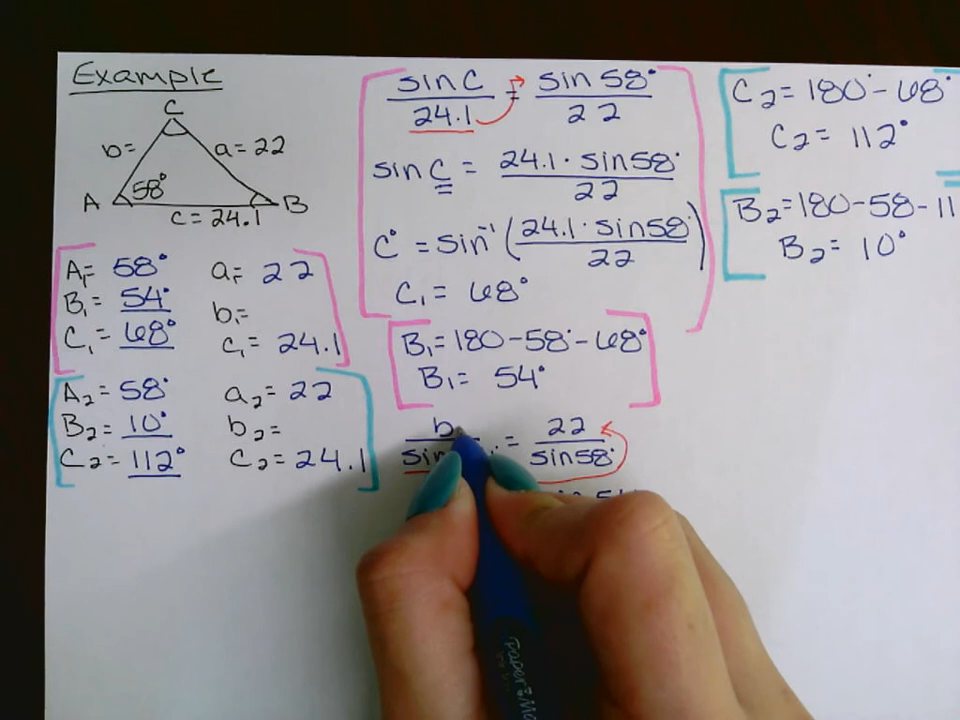 Example
C
b=
a = 22
A 58° B
c = 24.1
A₁= 58° a₁= 22
B₁= 54° b₁=
C₁= 68° c₁= 24.1
A₂= 58° a₂= 22
B₂= 10° b₂=
C₂= 112° c₂= 24.1
sin C / 24.1 = sin 58° / 22
sin C = 24.1 · sin 58° / 22
C° = sin⁻¹ (24.1 · sin 58° / 22)
C₁ = 68°
B₁= 180 - 58° - 68°
B₁= 54°
b / sin = 22 / sin 58°
C₂ = 180° - 68°
C₂ = 112°
B₂= 180 - 58 - 11
B₂= 10°
PAPER:M